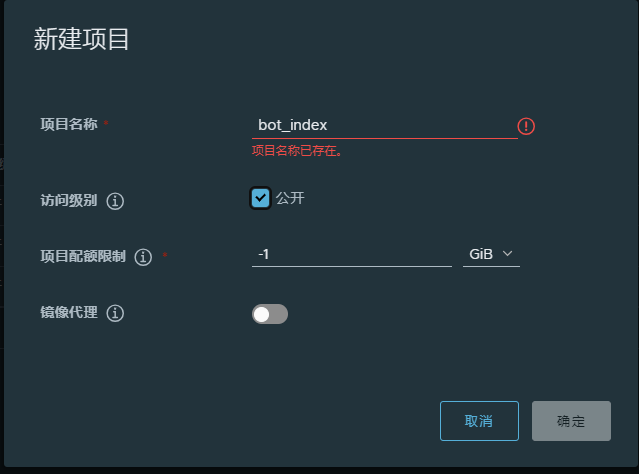 新建项目
项目名称 *
bot_index
项目名称已存在。
访问级别
公开
项目配额限制 *
-1 GiB
镜像代理
取消 确定